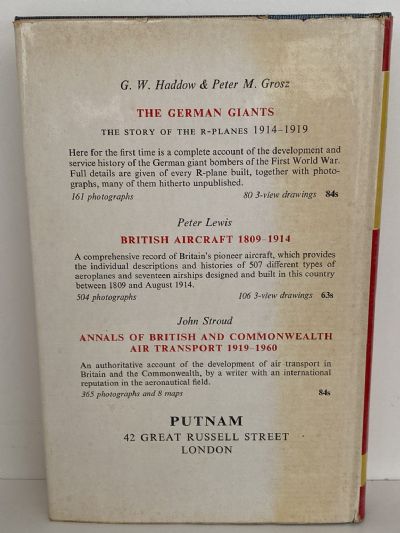 G. W. Haddow & Peter M. Grosz
THE GERMAN GIANTS
THE STORY OF THE R-PLANES 1914–1919
Here for the first time is a complete account of the development and
service history of the German giant bombers of the First World War.
Full details are given of every R-plane built, together with photo-
graphs, many of them hitherto unpublished.
161 photographs 80 3-view drawings 84s
Peter Lewis
BRITISH AIRCRAFT 1809–1914
A comprehensive record of Britain's pioneer aircraft, which provides
the individual descriptions and histories of 507 different types of
aeroplanes and seventeen airships designed and built in this country
between 1809 and August 1914.
504 photographs 106 3-view drawings 63s
John Stroud
ANNALS OF BRITISH AND COMMONWEALTH
AIR TRANSPORT 1919–1960
An authoritative account of the development of air transport in
Britain and the Commonwealth, by a writer with an international
reputation in the aeronautical field.
365 photographs and 8 maps 84s
PUTNAM
42 GREAT RUSSELL STREET
LONDON